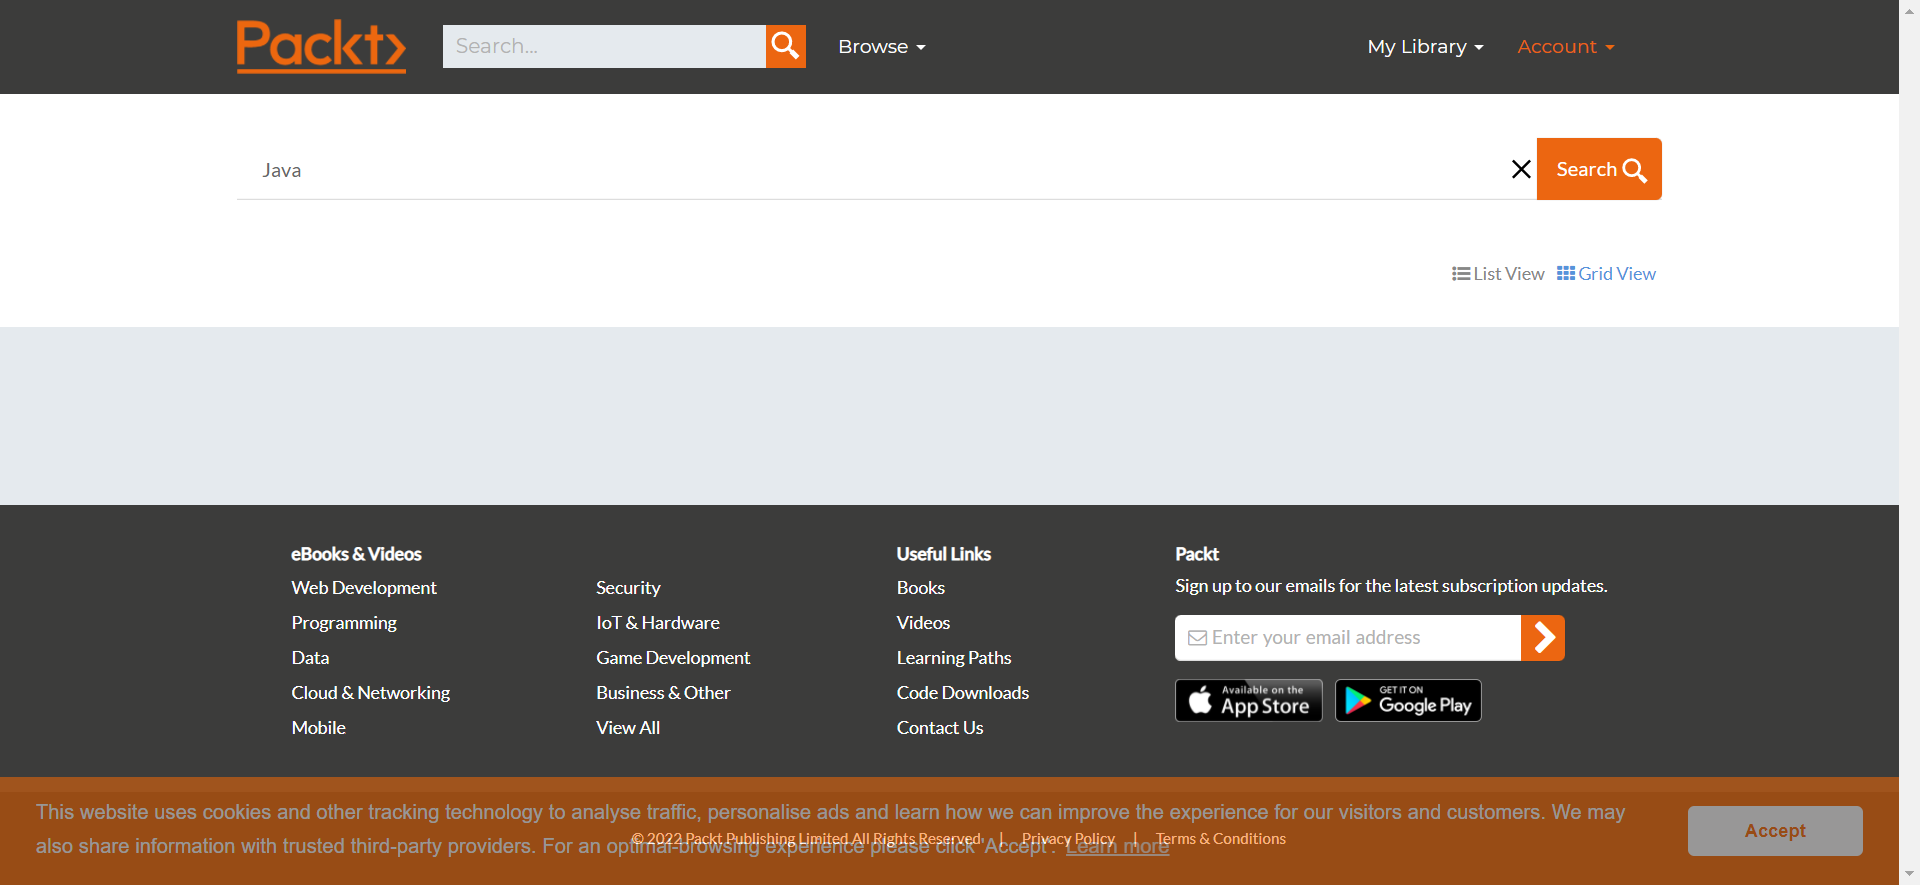 Packt>
Search...
Browse
My Library
Account
Java
Search
List View
Grid View
eBooks & Videos
Web Development
Programming
Data
Cloud & Networking
Mobile
Security
IoT & Hardware
Game Development
Business & Other
View All
Useful Links
Books
Videos
Learning Paths
Code Downloads
Contact Us
Packt
Sign up to our emails for the latest subscription updates.
Enter your email address
Available on the
App Store
GET IT ON
Google Play
This website uses cookies and other tracking technology to analyse traffic, personalise ads and learn how we can improve the experience for our visitors and customers. We may
also share information with trusted third-party providers. For an optimal-browsing experience please click 'Accept'. Learn more
© 2022 Packt Publishing Limited All Rights Reserved | Privacy Policy | Terms & Conditions
Accept